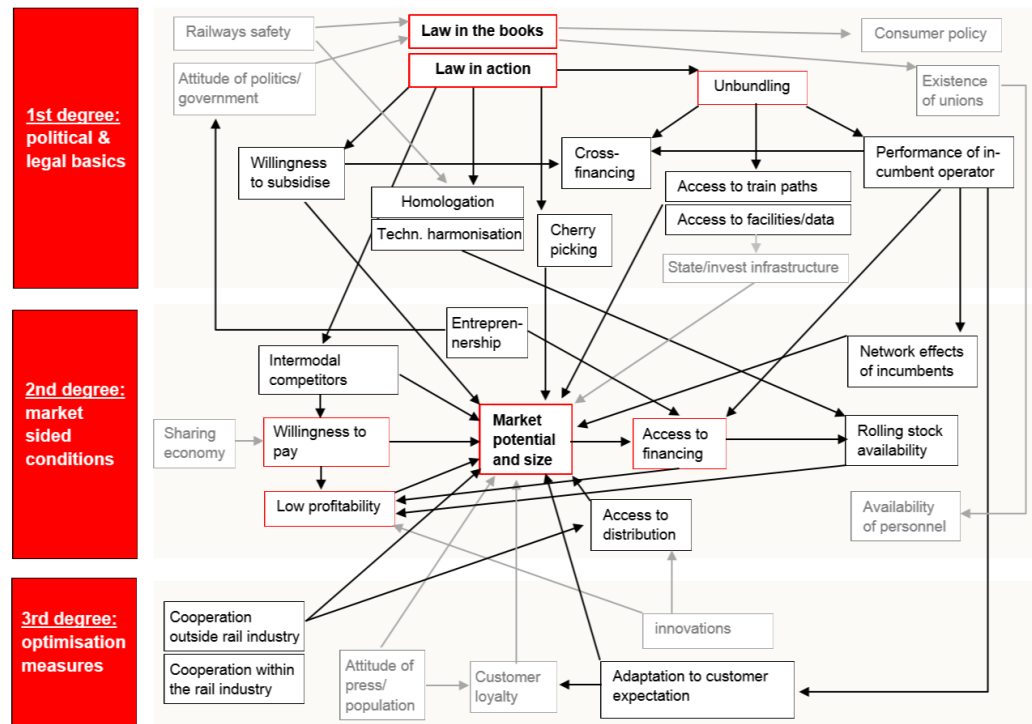 1st degree:
political &
legal basics
Railways safety
Law in the books
Consumer policy
Attitude of politics/
government
Law in action
Unbundling
Existence
of unions
Willingness
to subsidise
Cross-
financing
Performance of in-
cumbent operator
Homologation
Techn. harmonisation
Cherry
picking
Access to train paths
Access to facilities/data
State/invest infrastructure
2nd degree:
market
sided
conditions
Entrepren-
nership
Intermodal
competitors
Network effects
of incumbents
Sharing
economy
Willingness to
pay
Market
potential
and size
Access to
financing
Rolling stock
availability
Low profitability
Access to
distribution
Availability
of personnel
3rd degree:
optimisation
measures
Cooperation
outside rail industry
Cooperation within
the rail industry
innovations
Attitude of
press/
population
Customer
loyalty
Adaptation to customer
expectation